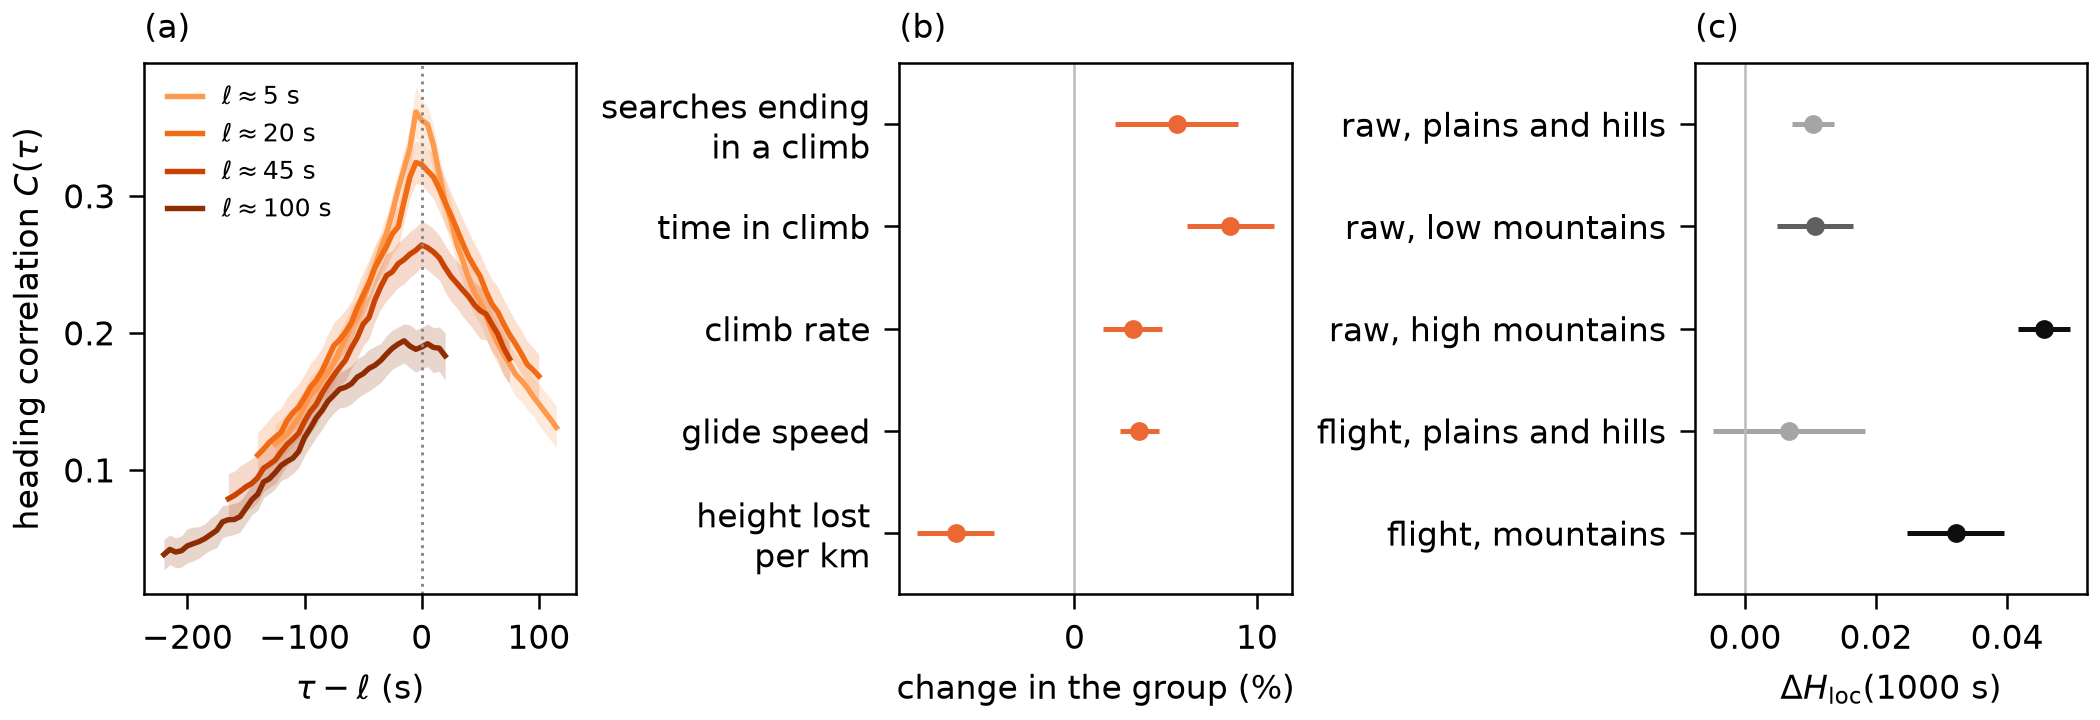 (a)
ℓ ≈ 5 s
ℓ ≈ 20 s
ℓ ≈ 45 s
ℓ ≈ 100 s
heading correlation C(τ)
0.3
0.2
0.1
−200
−100
0
100
τ − ℓ (s)
(b)
searches ending
in a climb
time in climb
climb rate
glide speed
height lost
per km
0
10
change in the group (%)
(c)
raw, plains and hills
raw, low mountains
raw, high mountains
flight, plains and hills
flight, mountains
0.00
0.02
0.04
ΔH_loc(1000 s)